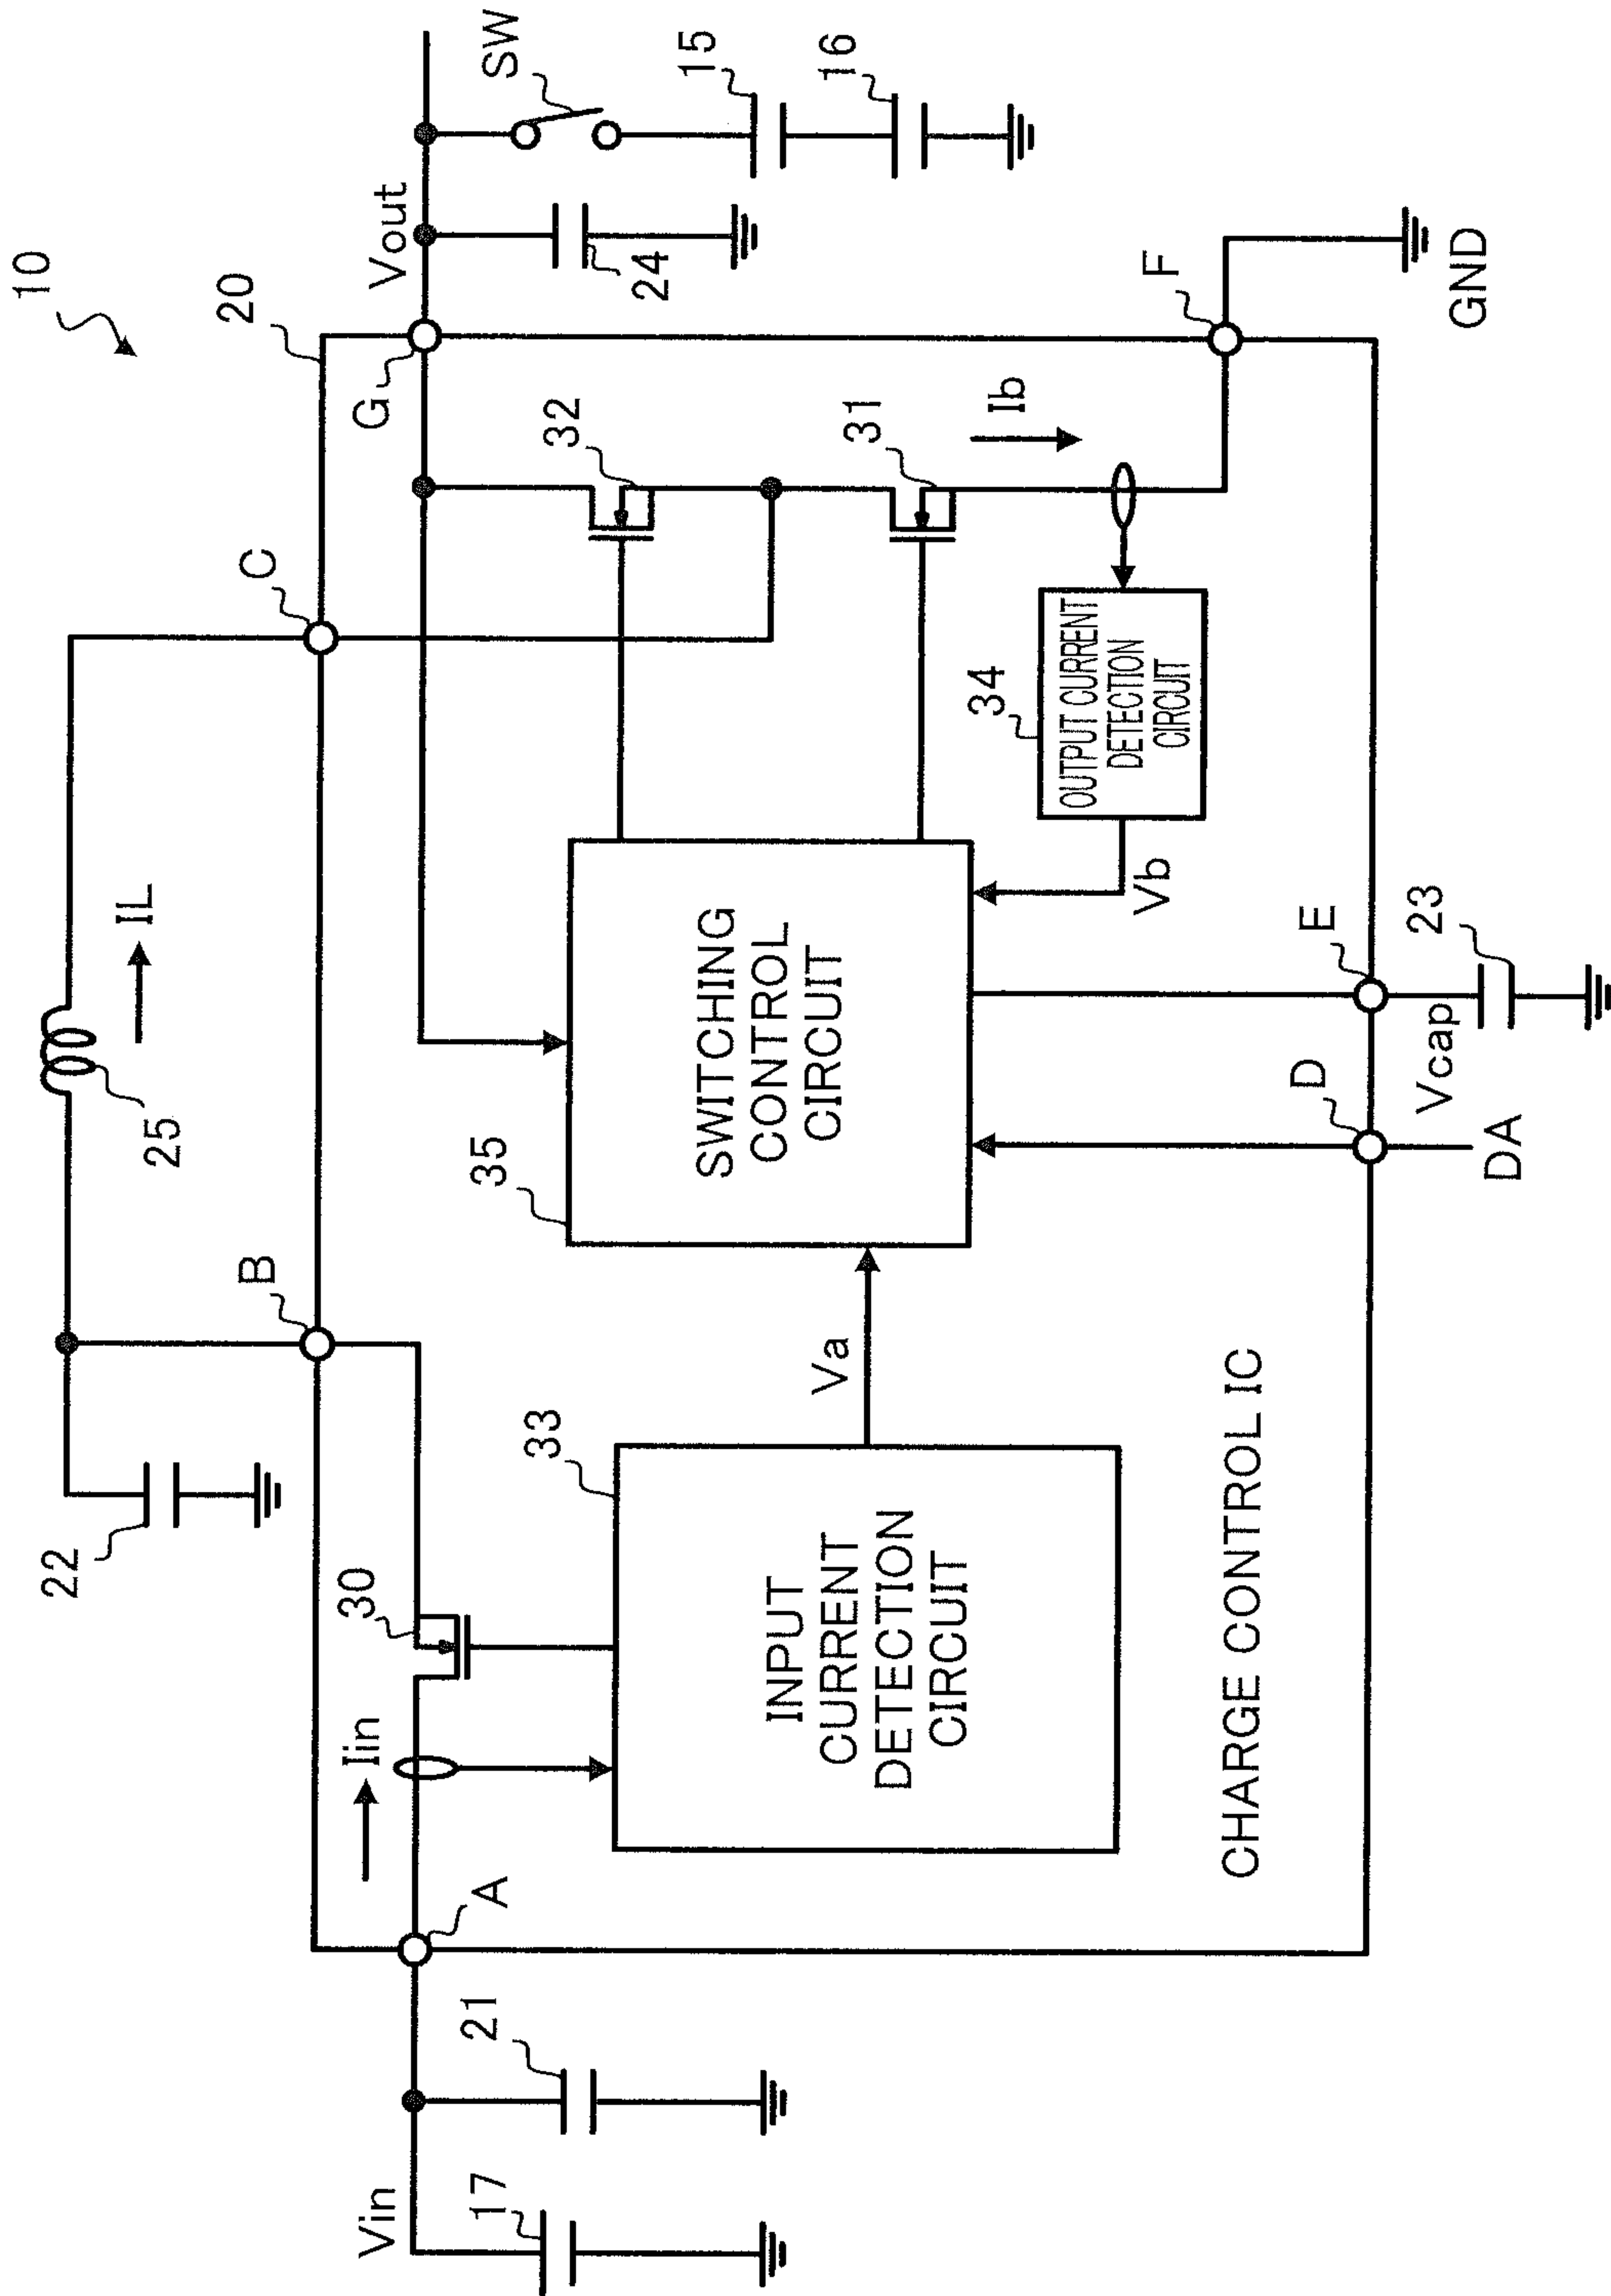 10
20
G
Vout
SW
15
16
24
C
32
31
Ib
F
GND
IL
25
B
22
30
Iin
A
Vin
17
21
33
INPUT
CURRENT
DETECTION
CIRCUIT
Va
35
SWITCHING
CONTROL
CIRCUIT
34
OUTPUT CURRENT
DETECTION
CIRCUIT
Vb
E
23
Vcap
D
DA
CHARGE CONTROL IC